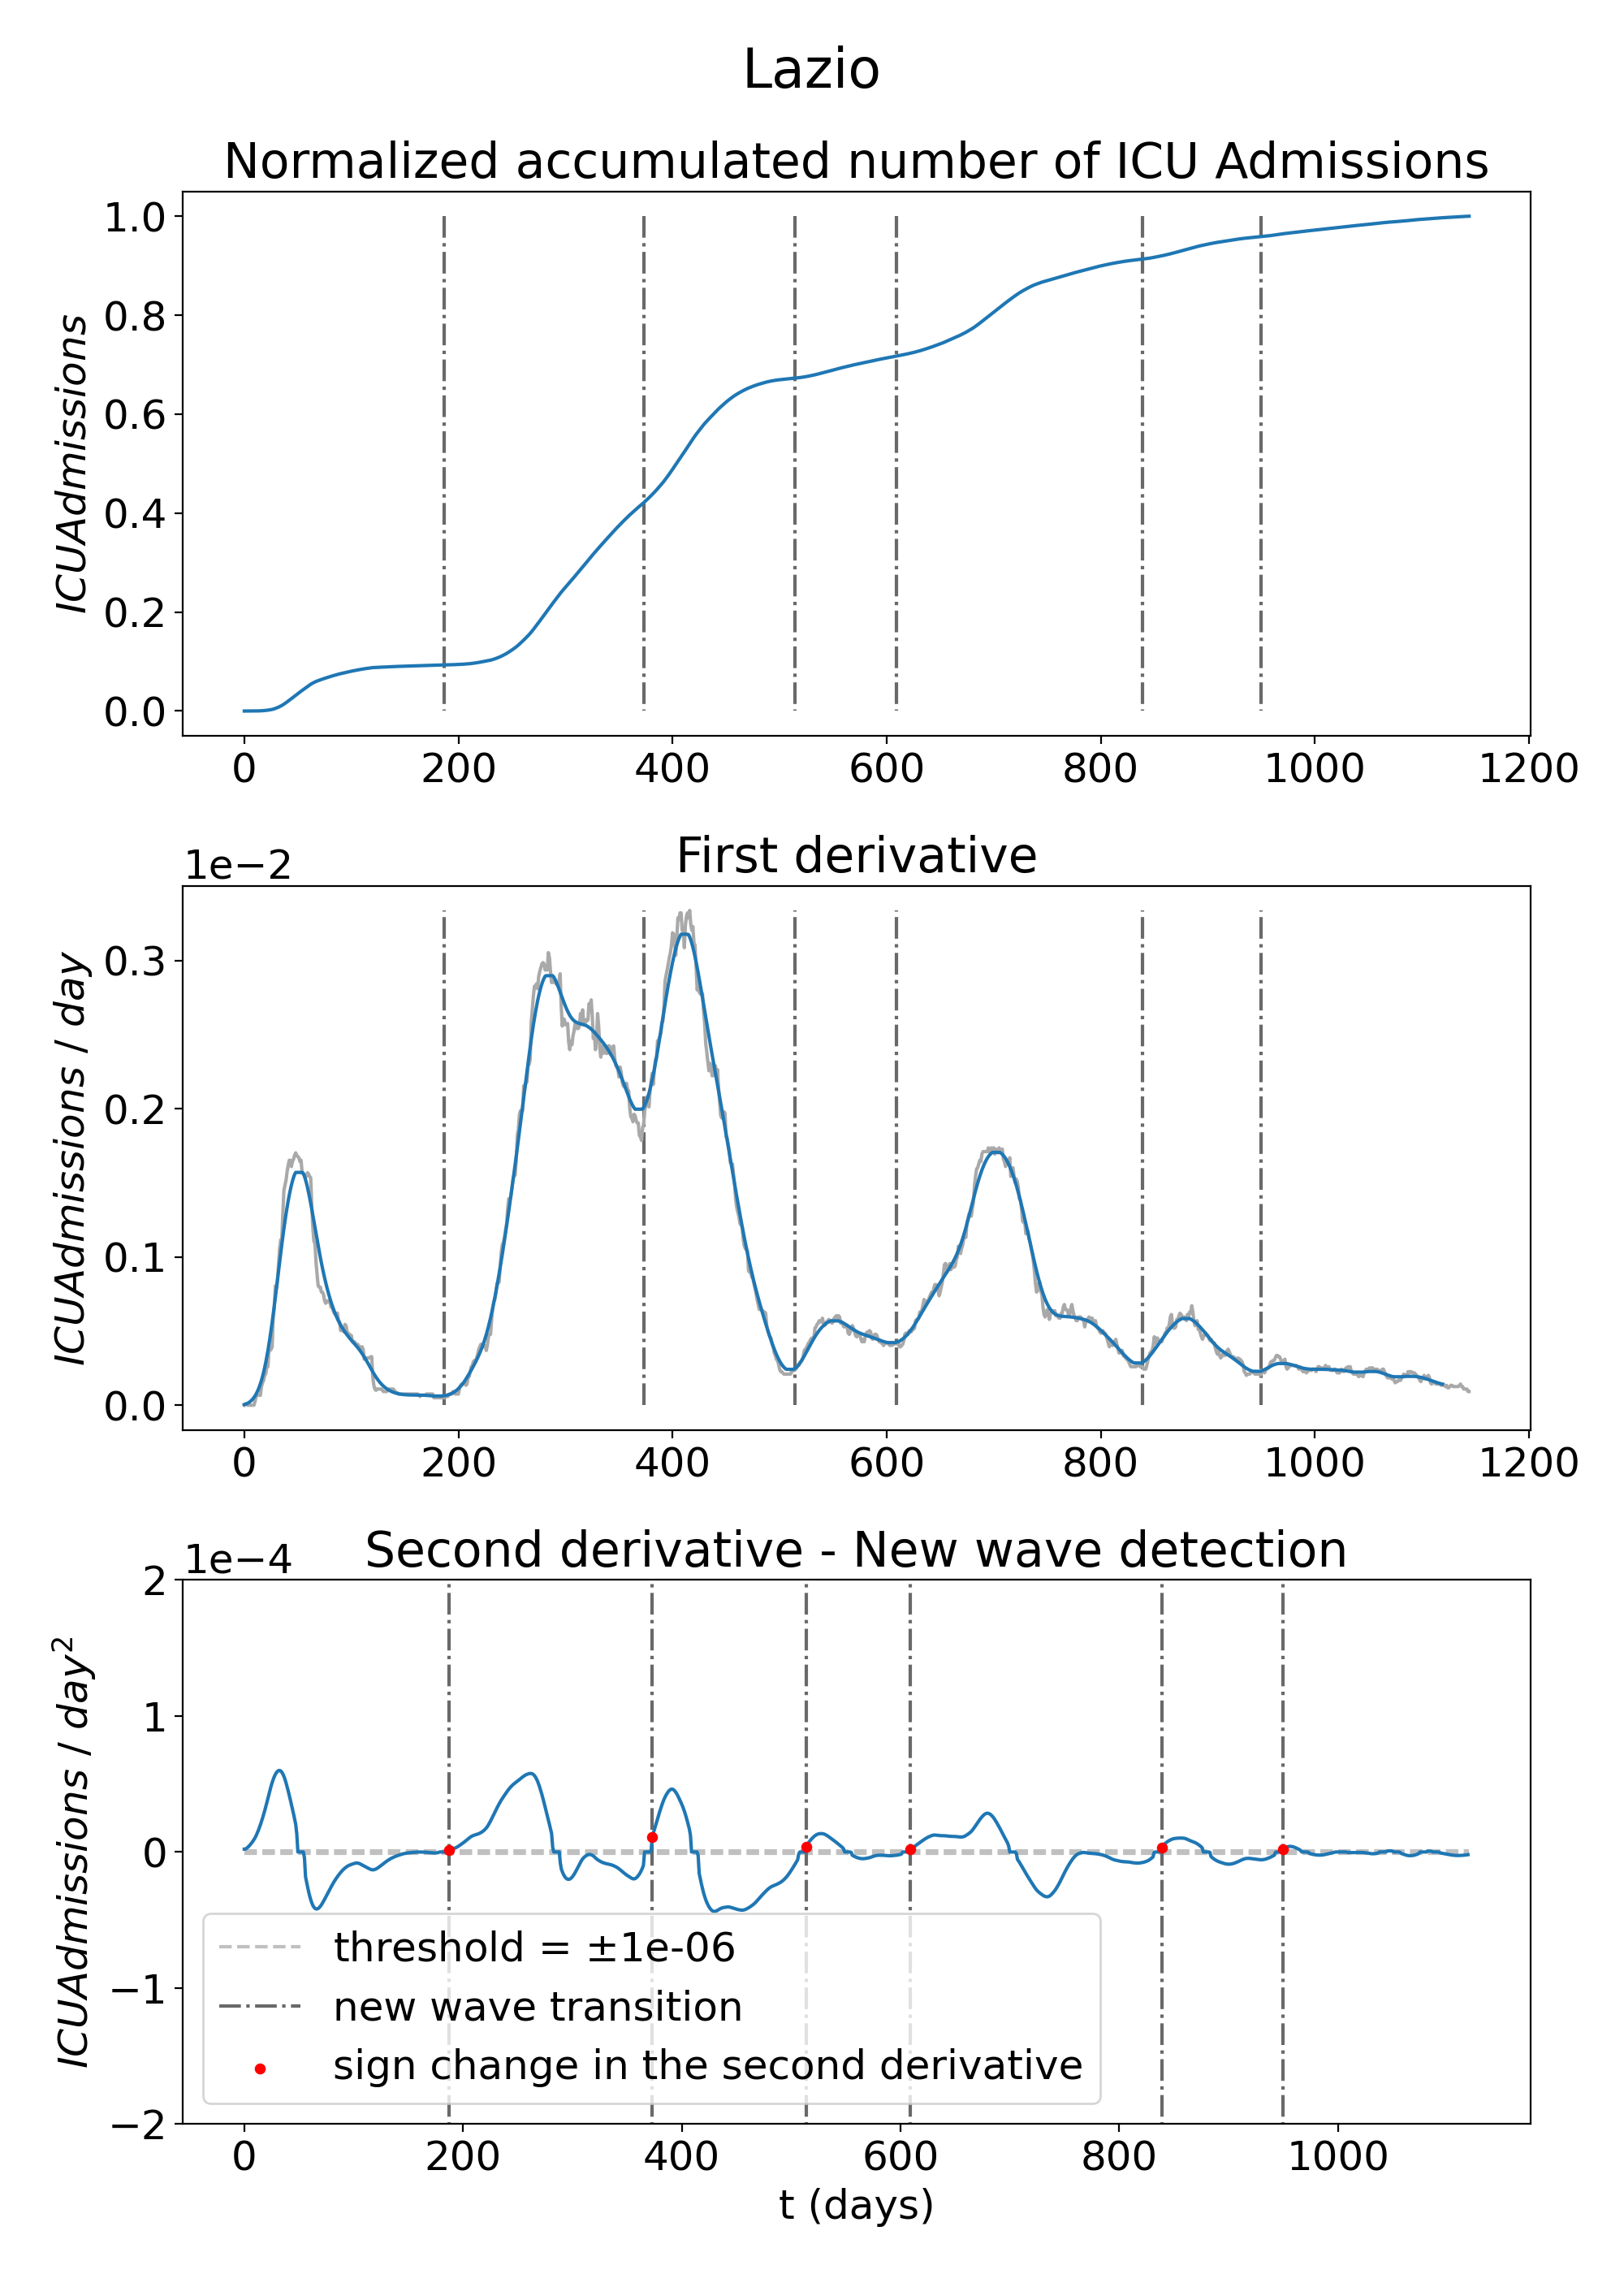 Lazio
Normalized accumulated number of ICU Admissions
1.0
0.8
0.6
0.4
0.2
0.0
ICUAdmissions
0 200 400 600 800 1000 1200
First derivative
1e−2
0.3
0.2
0.1
0.0
ICUAdmissions / day
0 200 400 600 800 1000 1200
Second derivative - New wave detection
1e−4
2
1
0
−1
−2
ICUAdmissions / day²
threshold = ±1e-06
new wave transition
sign change in the second derivative
0 200 400 600 800 1000
t (days)